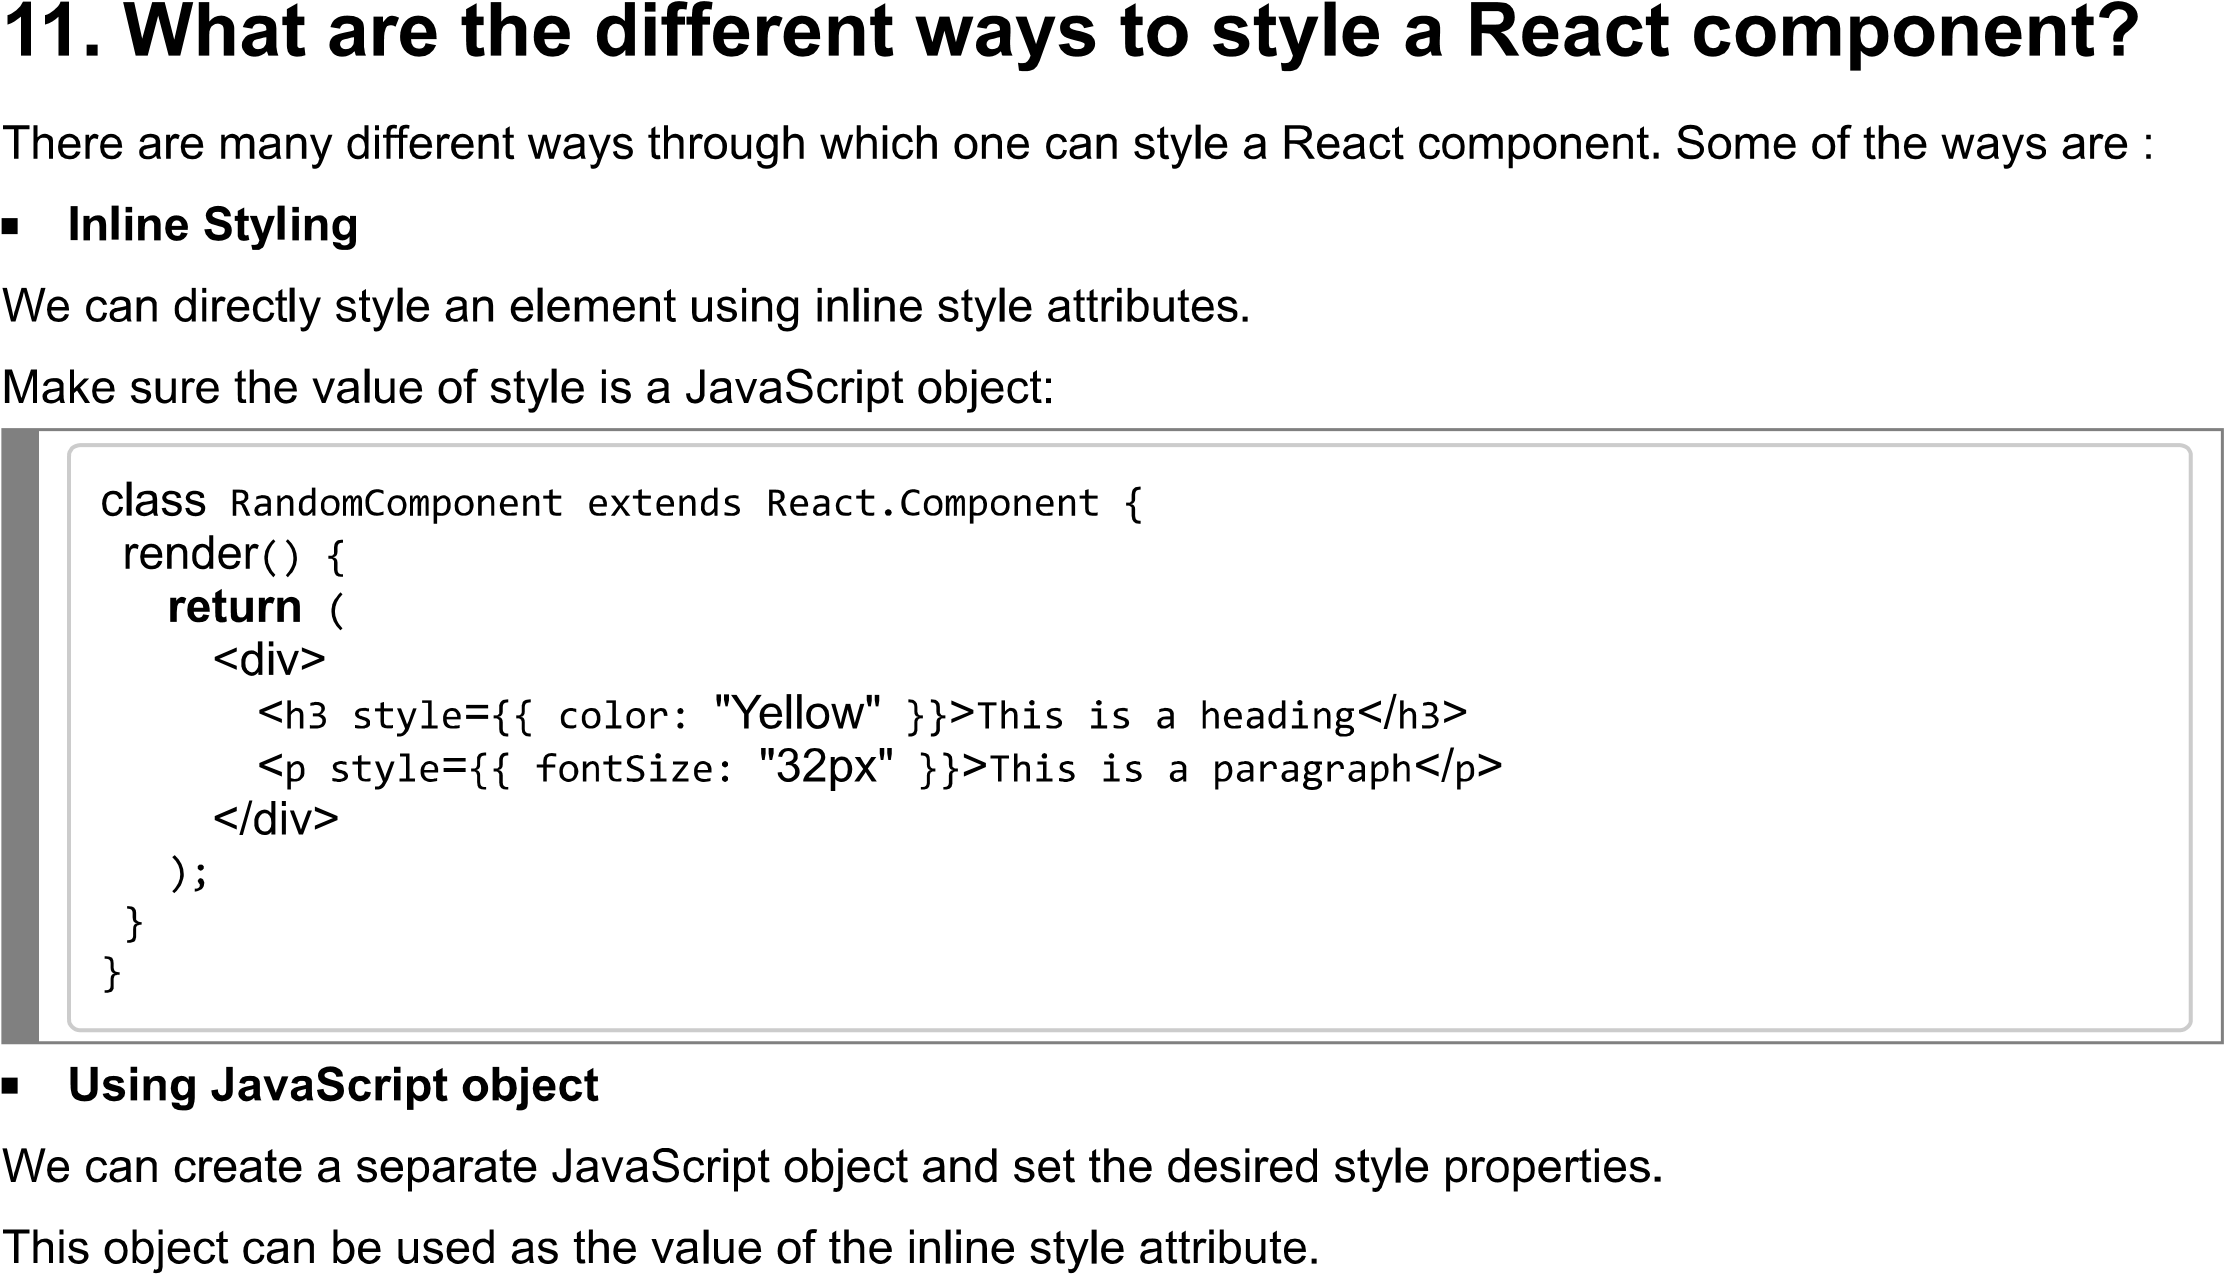 11. What are the different ways to style a React component?
There are many different ways through which one can style a React component. Some of the ways are :
▪ Inline Styling
We can directly style an element using inline style attributes.
Make sure the value of style is a JavaScript object:
class RandomComponent extends React.Component {
 render() {
   return (
     <div>
       <h3 style={{ color: "Yellow" }}>This is a heading</h3>
       <p style={{ fontSize: "32px" }}>This is a paragraph</p>
     </div>
   );
 }
}
▪ Using JavaScript object
We can create a separate JavaScript object and set the desired style properties.
This object can be used as the value of the inline style attribute.